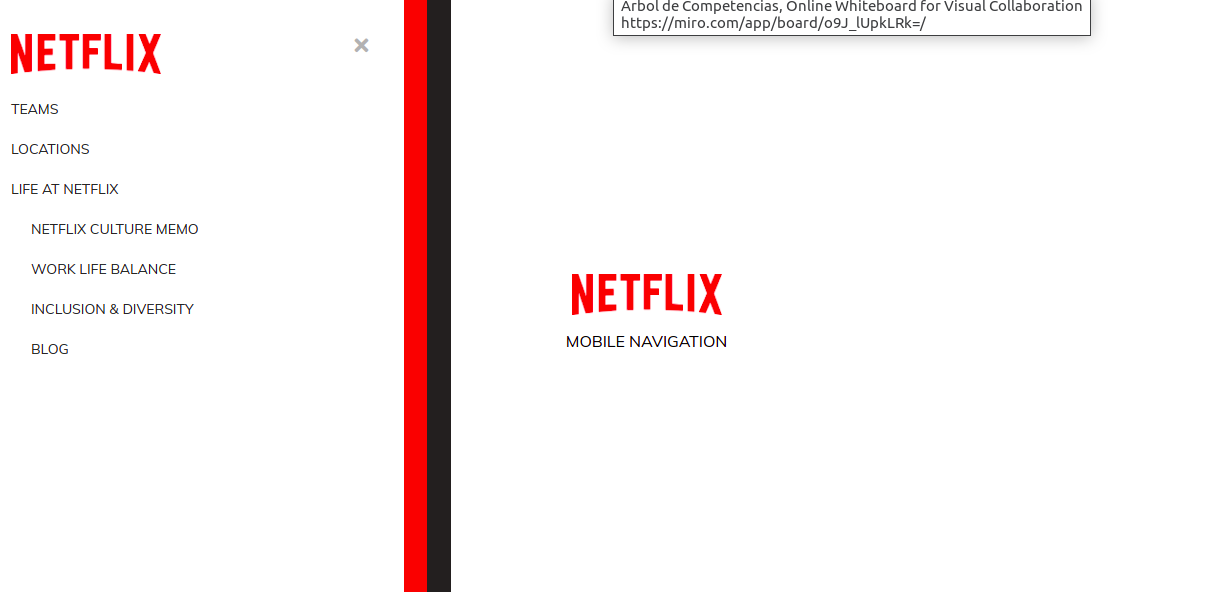 Arbol de Competencias, Online Whiteboard for Visual Collaboration
https://miro.com/app/board/o9J_lUpkLRk=/
NETFLIX
TEAMS
LOCATIONS
LIFE AT NETFLIX
NETFLIX CULTURE MEMO
WORK LIFE BALANCE
INCLUSION & DIVERSITY
BLOG
NETFLIX
MOBILE NAVIGATION